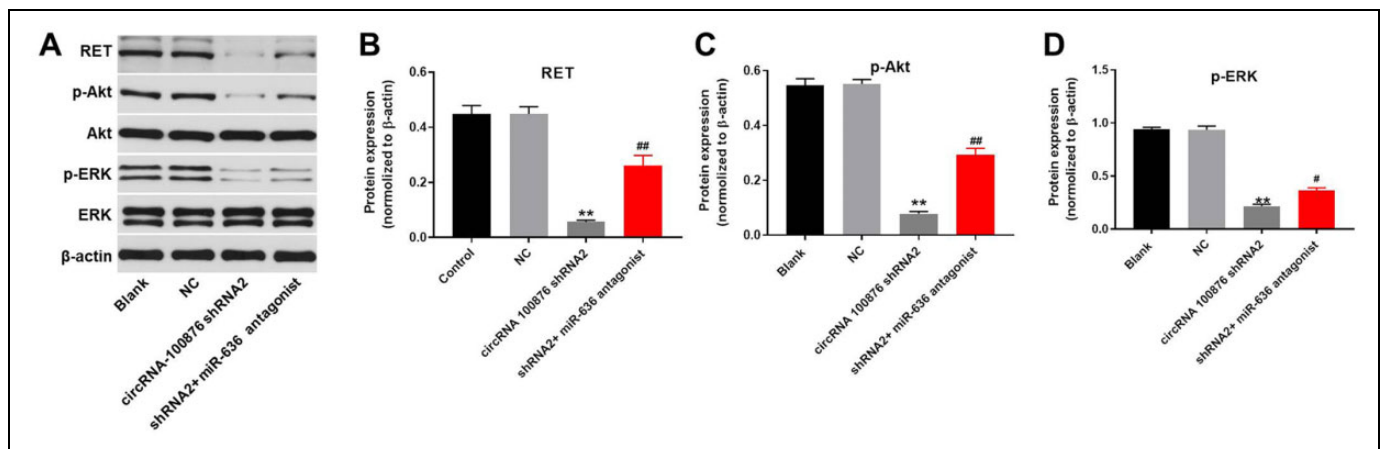 A
RET
p-Akt
Akt
p-ERK
ERK
β-actin
Blank
NC
circRNA-100876 shRNA2
shRNA2+ miR-636 antagonist
B
RET
Protein expression
(normolized to β-actin)
0.6
0.4
0.2
0.0
**
##
Control
NC
circRNA 100876 shRNA2
shRNA2+ miR-636 antagonist
C
p-Akt
Protein expression
(normolized to β-actin)
0.6
0.4
0.2
0.0
**
##
Blank
NC
circRNA 100876 shRNA2
shRNA2+ miR-636 antagonist
D
p-ERK
Protein expression
(normolized to β-actin)
1.5
1.0
0.5
0.0
**
#
Blank
NC
circRNA 100876 shRNA2
shRNA2+ miR-636 antagonist